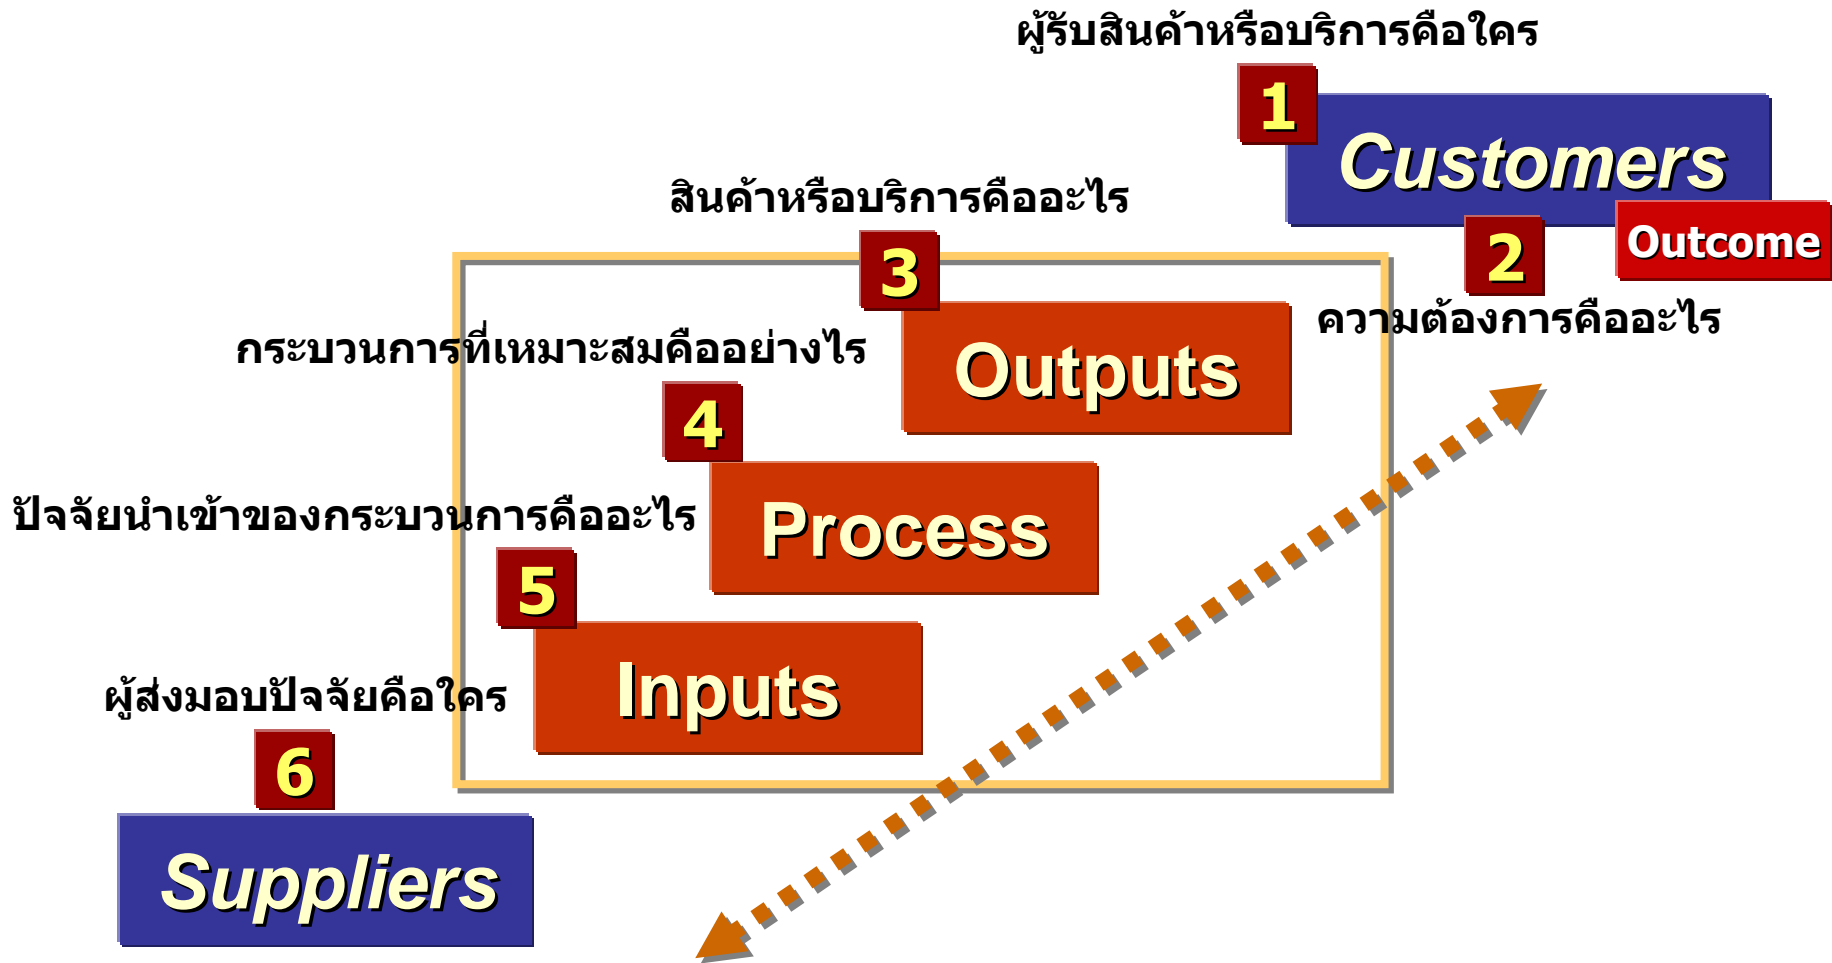 ผู้รับสินค้าหรือบริการคือใคร
1
Customers
สินค้าหรือบริการคืออะไร
2
Outcome
3
ความต้องการคืออะไร
กระบวนการที่เหมาะสมคืออย่างไร
Outputs
4
ปัจจัยนำเข้าของกระบวนการคืออะไร
Process
5
Inputs
ผู้ส่งมอบปัจจัยคือใคร
6
Suppliers